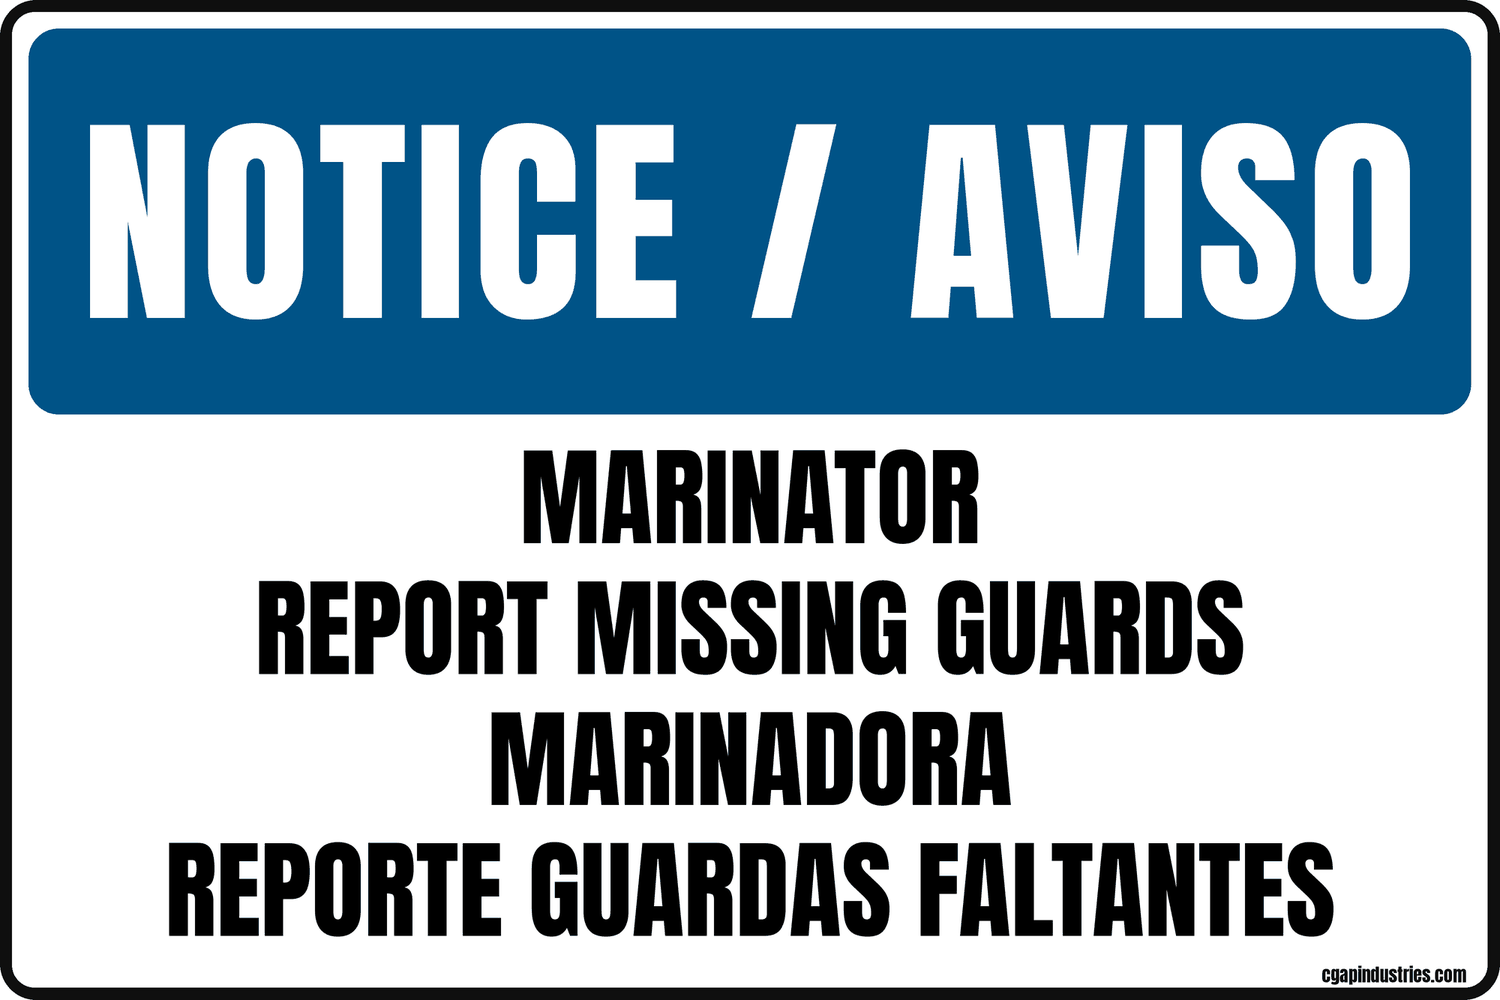 NOTICE / AVISO
MARINATOR
REPORT MISSING GUARDS
MARINADORA
REPORTE GUARDAS FALTANTES
cgapindustries.com